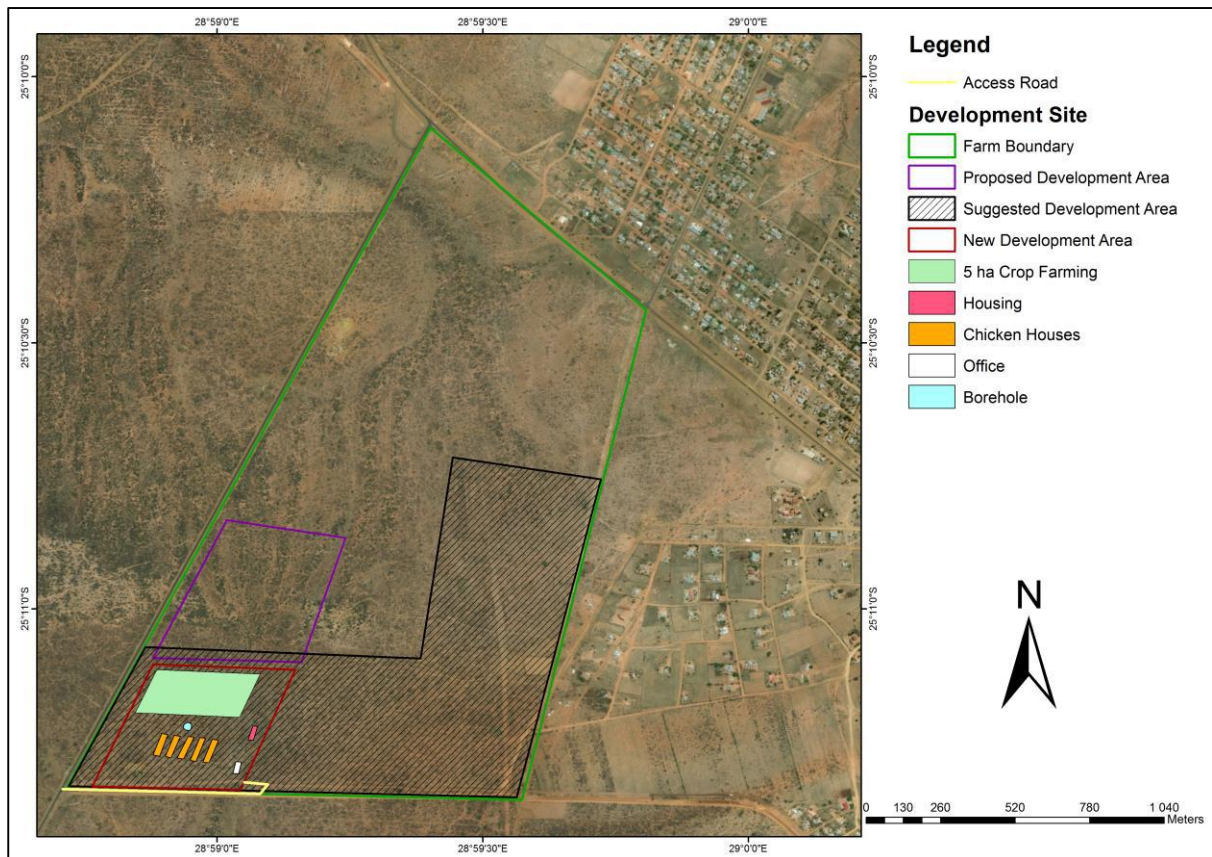 28°59'0"E 28°59'30"E 29°0'0"E
25°10'0"S 25°10'0"S
25°10'30"S 25°10'30"S
25°11'0"S 25°11'0"S
28°59'0"E 28°59'30"E 29°0'0"E
Legend
Access Road
Development Site
Farm Boundary
Proposed Development Area
Suggested Development Area
New Development Area
5 ha Crop Farming
Housing
Chicken Houses
Office
Borehole
N
0 130 260 520 780 1 040
Meters